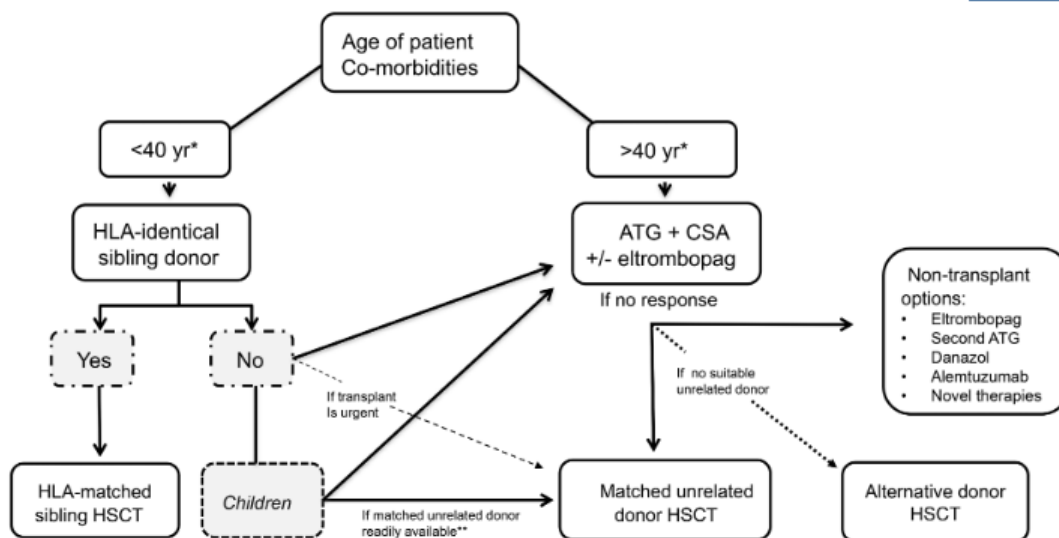 Age of patient
Co-morbidities
<40 yr*
>40 yr*
HLA-identical
sibling donor
ATG + CSA
+/- eltrombopag
If no response
Non-transplant
options:
• Eltrombopag
• Second ATG
• Danazol
• Alemtuzumab
• Novel therapies
Yes
No
If transplant
Is urgent
If no suitable
unrelated donor
HLA-matched
sibling HSCT
Children
If matched unrelated donor
readily available**
Matched unrelated
donor HSCT
Alternative donor
HSCT